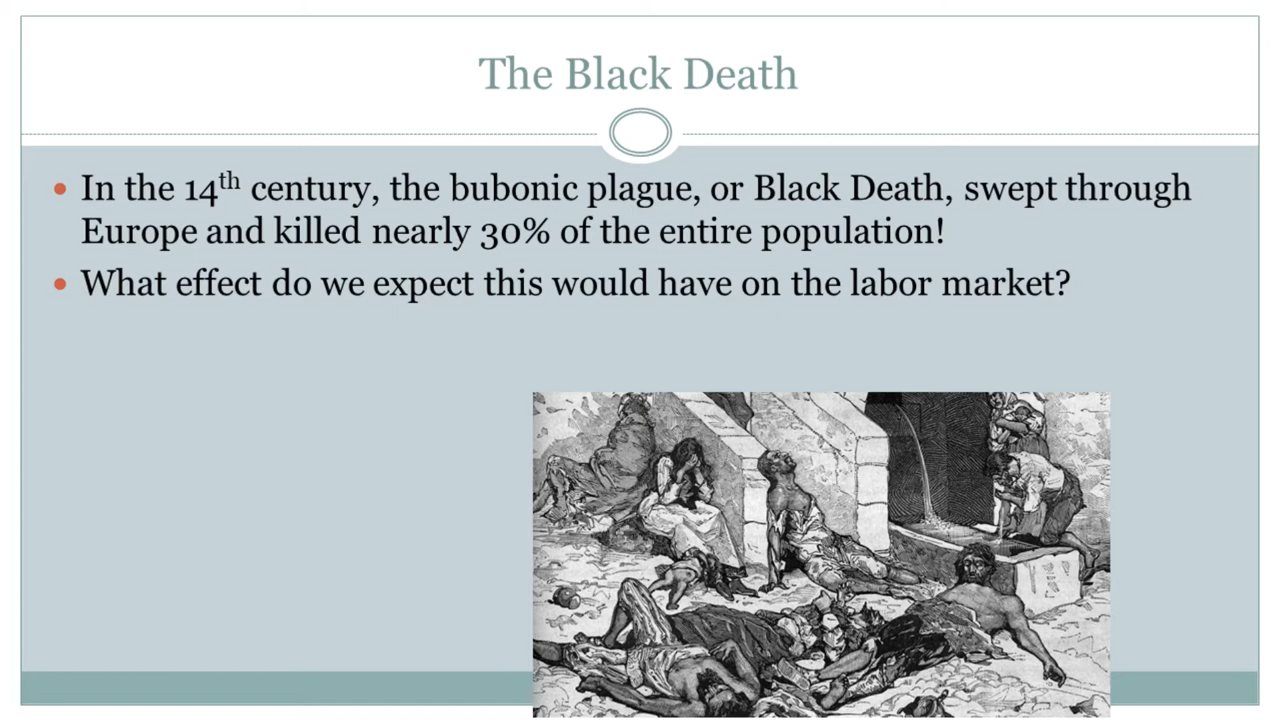 The Black Death
• In the 14th century, the bubonic plague, or Black Death, swept through
Europe and killed nearly 30% of the entire population!
• What effect do we expect this would have on the labor market?